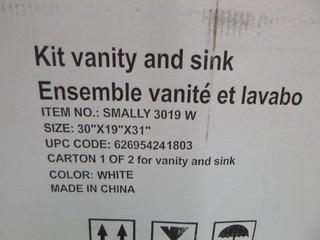 Kit vanity and sink
Ensemble vanité et lavabo
ITEM NO.: SMALLY 3019 W
SIZE: 30"X19"X31"
UPC CODE: 626954241803
CARTON 1 OF 2 for vanity and sink
COLOR: WHITE
MADE IN CHINA